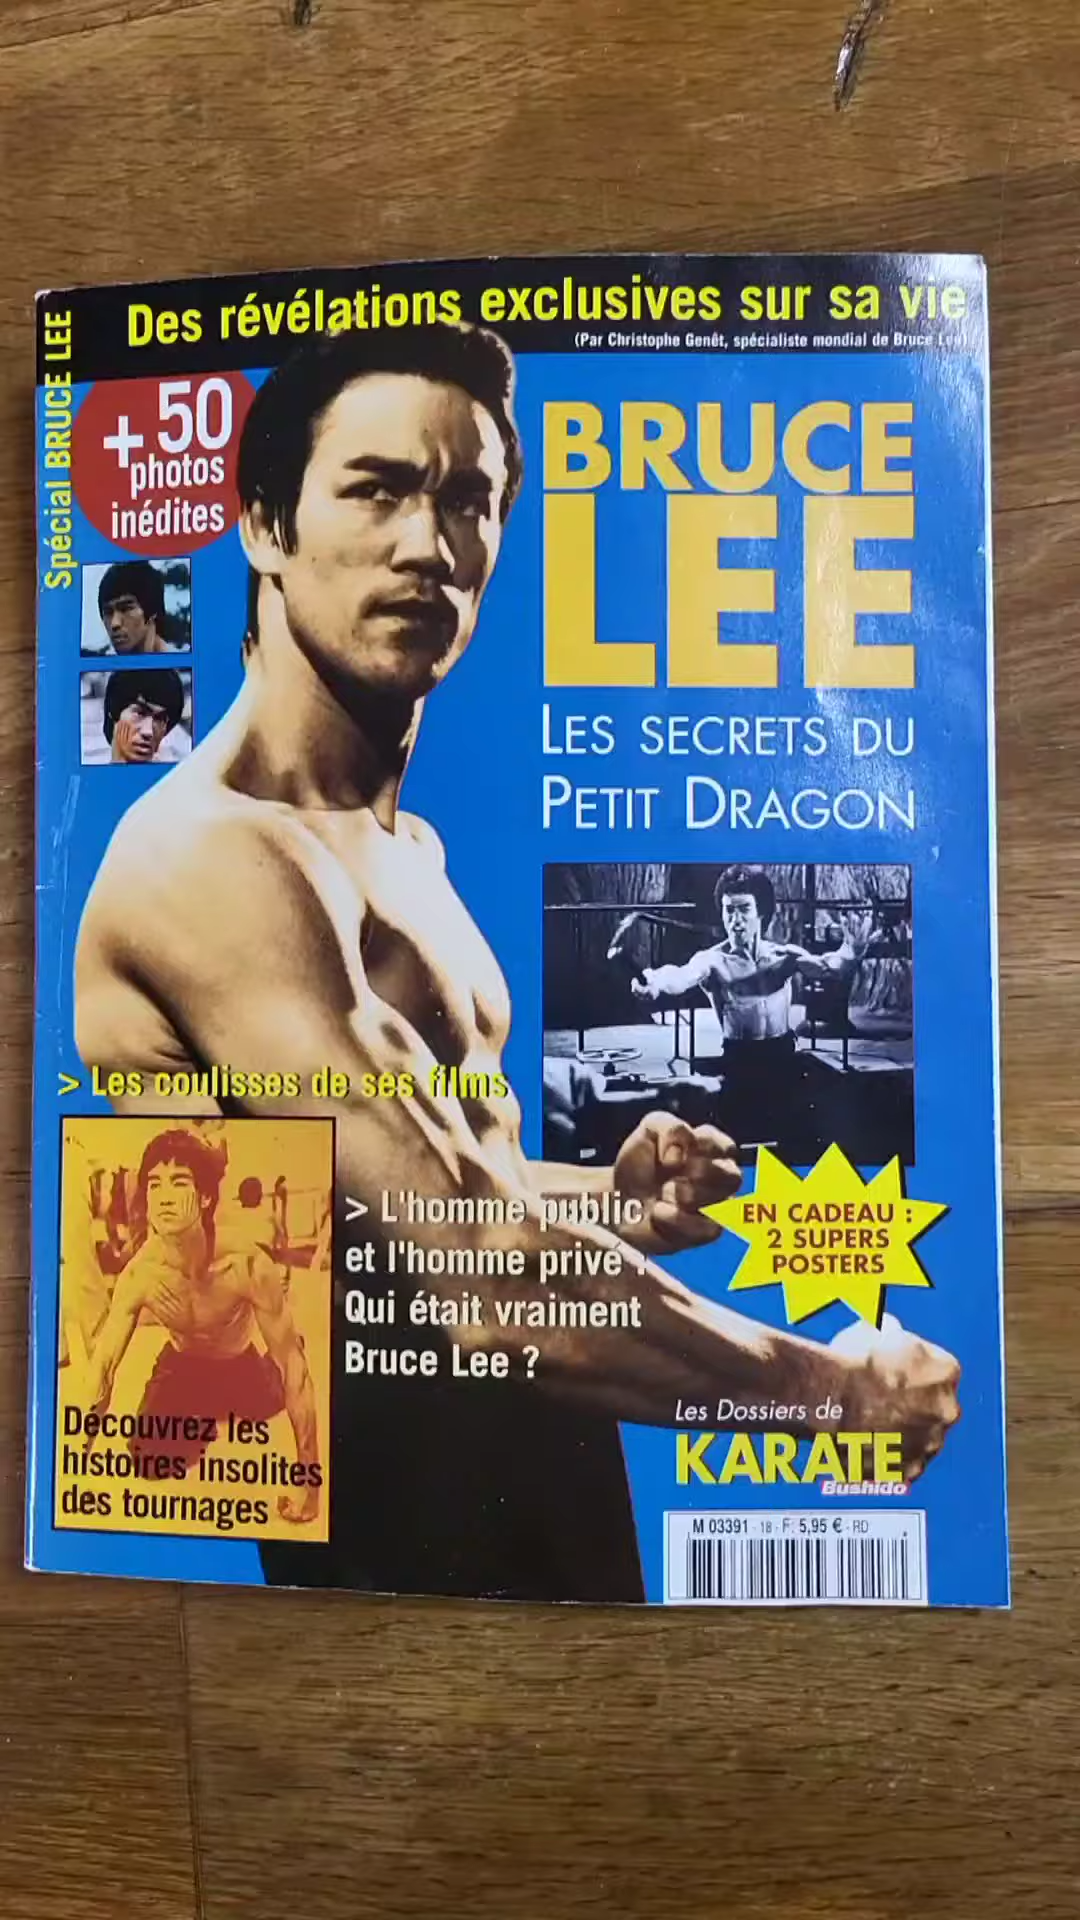 Des révélations exclusives sur sa vie
(Par Christophe Genêt, spécialiste mondial de Bruce Lee)
Spécial BRUCE LEE
+50
photos
inédites
BRUCE
LEE
LES SECRETS DU
PETIT DRAGON
> Les coulisses de ses films
> L'homme public
et l'homme privé :
Qui était vraiment
Bruce Lee ?
EN CADEAU :
2 SUPERS
POSTERS
Découvrez les
histoires insolites
des tournages
Les Dossiers de
KARATE
Bushido
M 03391 - 18 - F: 5,95 € - RD